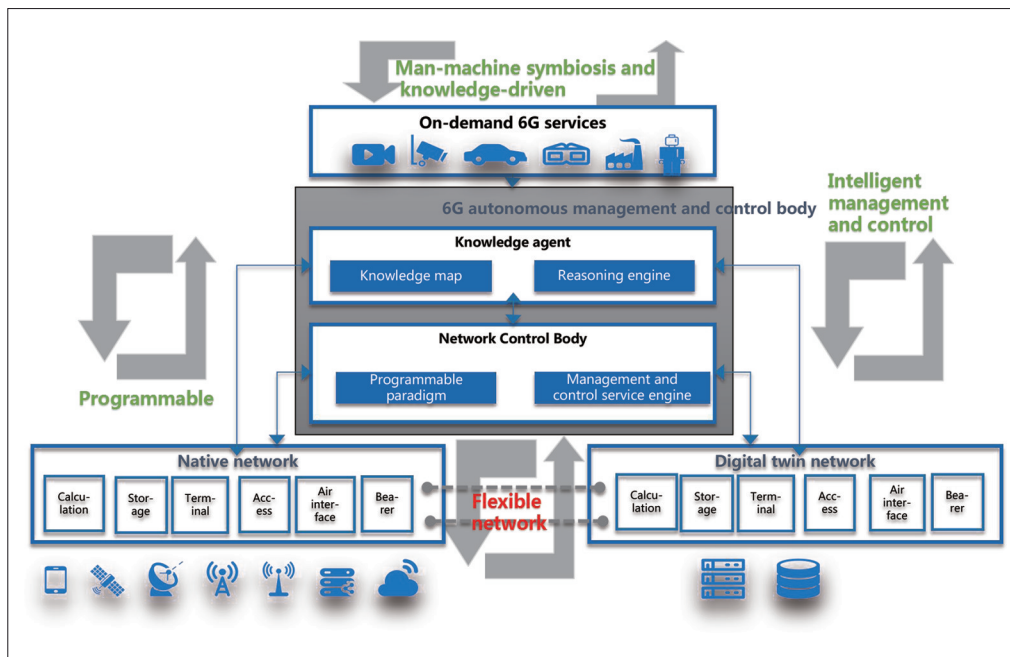 Man-machine symbiosis and
knowledge-driven
On-demand 6G services
Intelligent
management
and control
6G autonomous management and control body
Knowledge agent
Knowledge map
Reasoning engine
Network Control Body
Programmable
paradigm
Management and
control service engine
Programmable
Native network
Calcu-
lation
Stor-
age
Term-
inal
Acc-
ess
Air
inter-
face
Bea-
rer
Flexible
network
Digital twin network
Calcu-
lation
Stor-
age
Term-
inal
Acc-
ess
Air
inter-
face
Bea-
rer